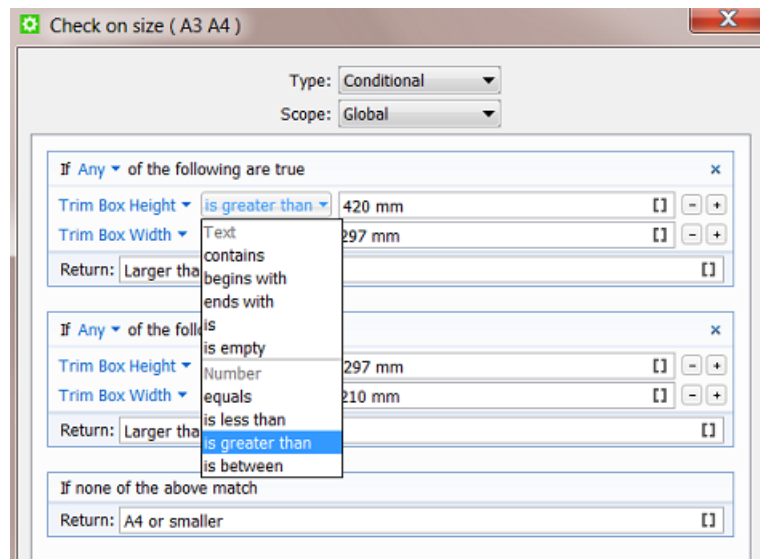 Check on size ( A3 A4 )
Type: Conditional
Scope: Global
If Any of the following are true
Trim Box Height is greater than 420 mm
Trim Box Width 297 mm
Return: Larger tha
Text
contains
begins with
ends with
is
is empty
Number
equals
is less than
is greater than
is between
If Any of the foll
Trim Box Height 297 mm
Trim Box Width 210 mm
Return: Larger tha
If none of the above match
Return: A4 or smaller